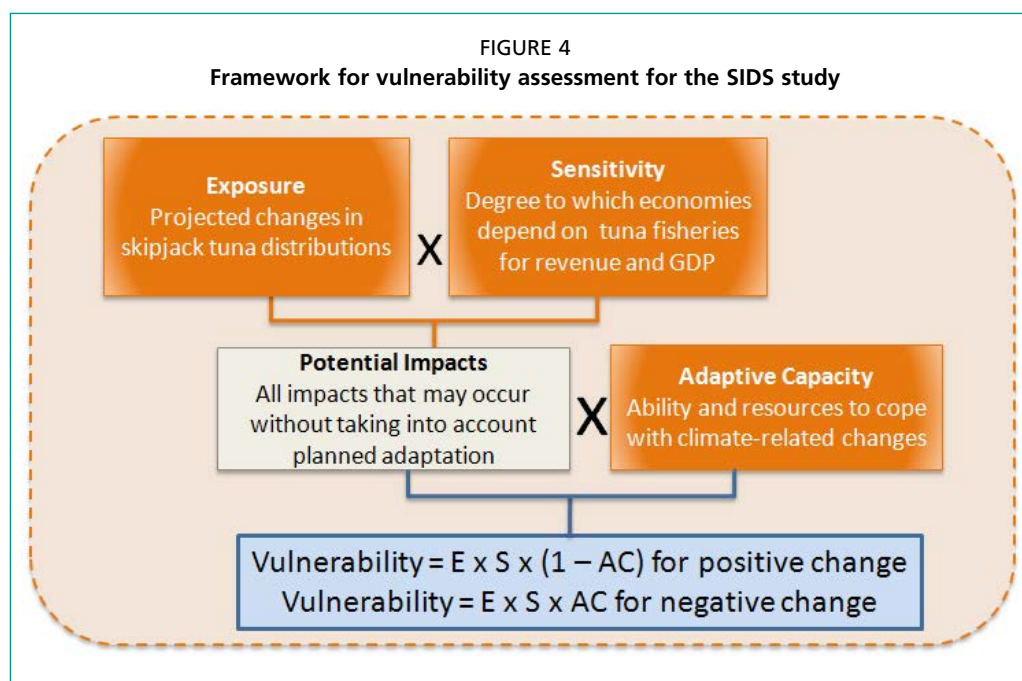 FIGURE 4
Framework for vulnerability assessment for the SIDS study
Exposure
Projected changes in
skipjack tuna distributions
X
Sensitivity
Degree to which economies
depend on tuna fisheries
for revenue and GDP
Potential Impacts
All impacts that may occur
without taking into account
planned adaptation
X
Adaptive Capacity
Ability and resources to cope
with climate-related changes
Vulnerability = E x S x (1 – AC) for positive change
Vulnerability = E x S x AC for negative change